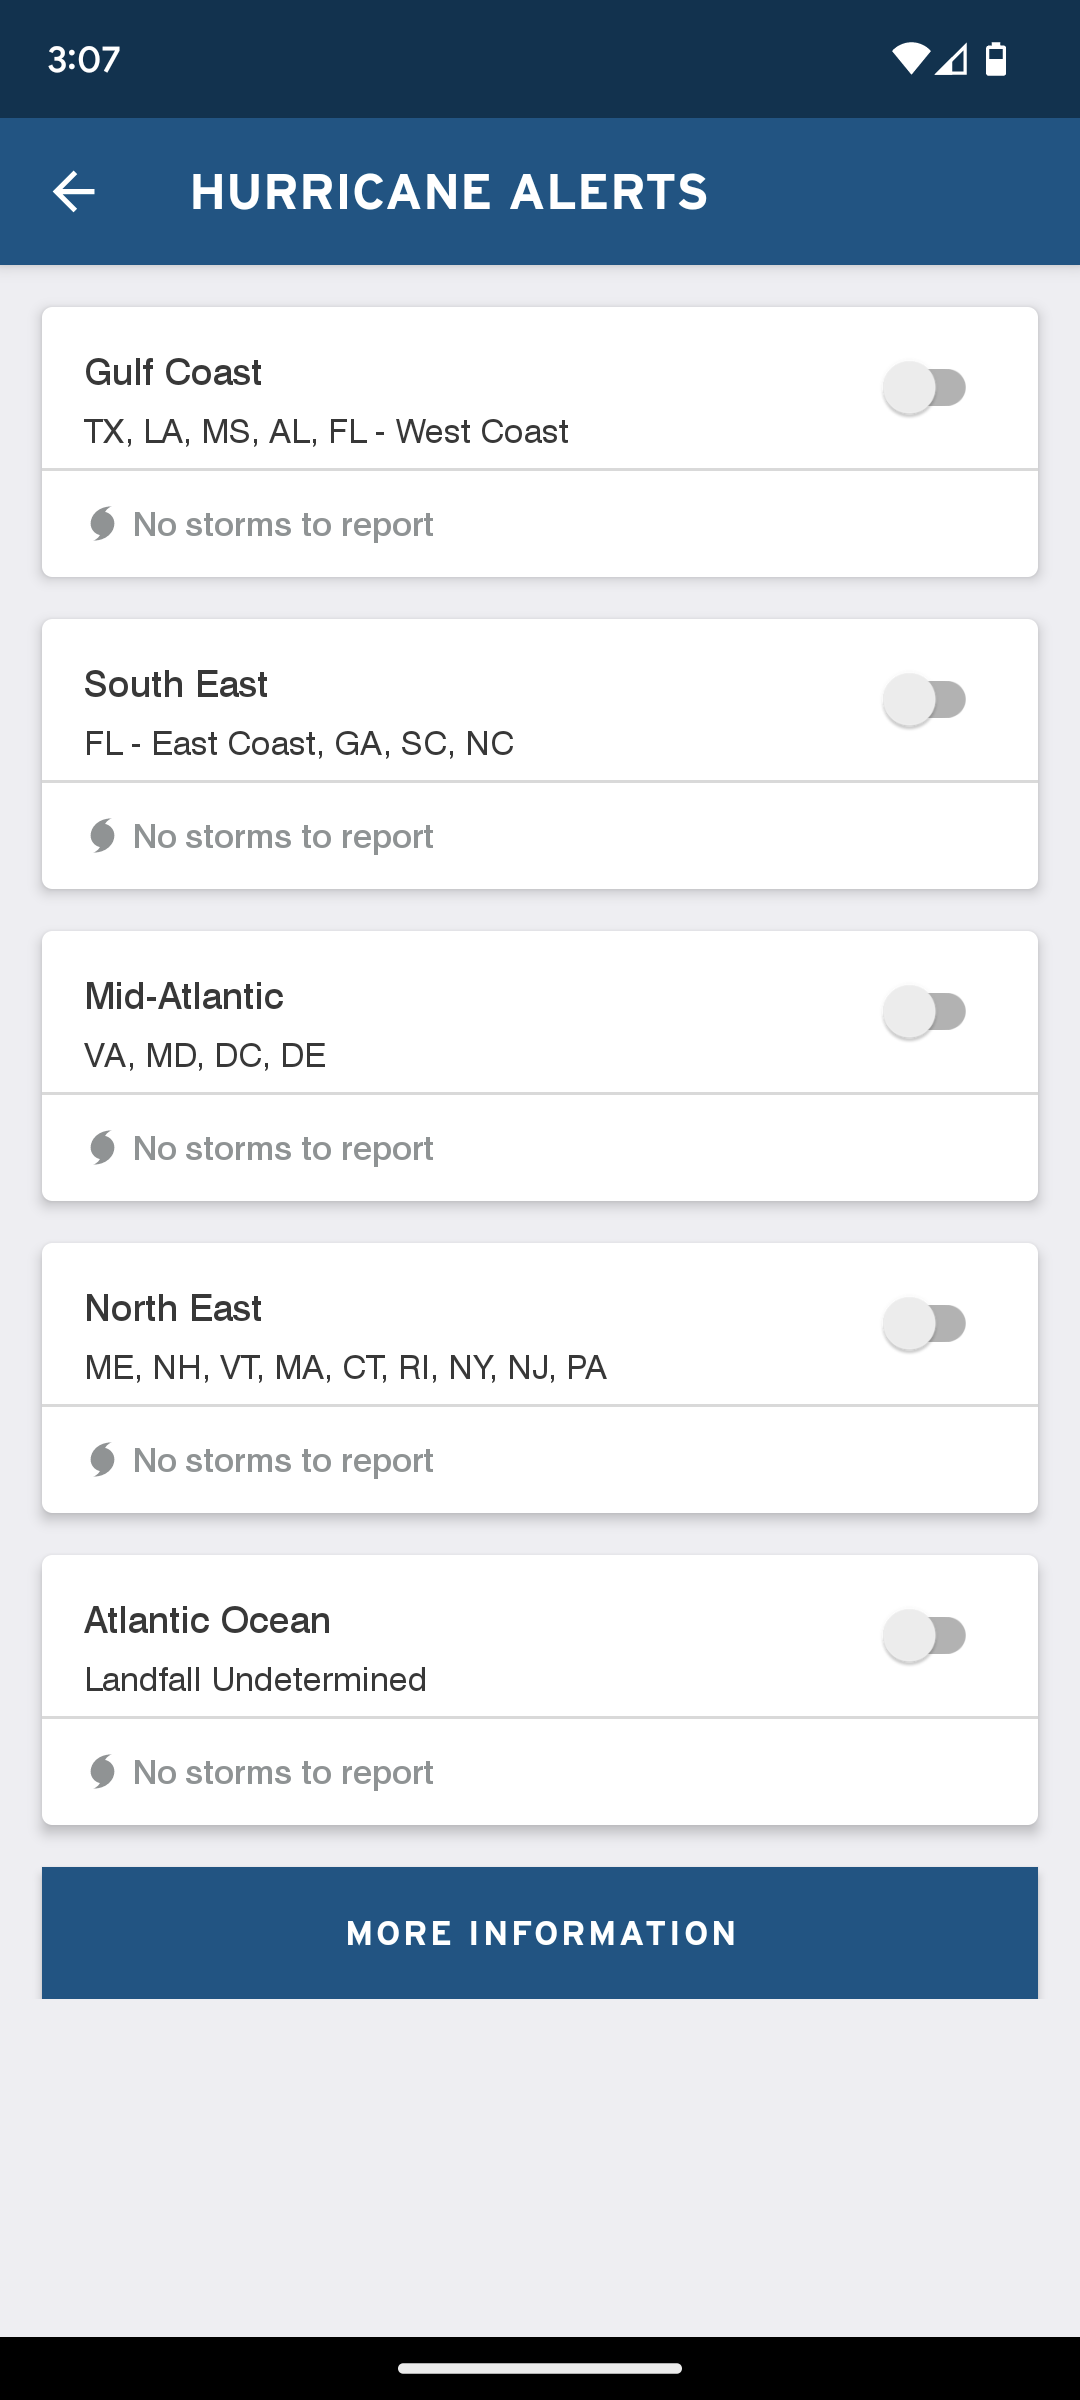 3:07
HURRICANE ALERTS
Gulf Coast
TX, LA, MS, AL, FL - West Coast
No storms to report
South East
FL - East Coast, GA, SC, NC
No storms to report
Mid-Atlantic
VA, MD, DC, DE
No storms to report
North East
ME, NH, VT, MA, CT, RI, NY, NJ, PA
No storms to report
Atlantic Ocean
Landfall Undetermined
No storms to report
MORE INFORMATION